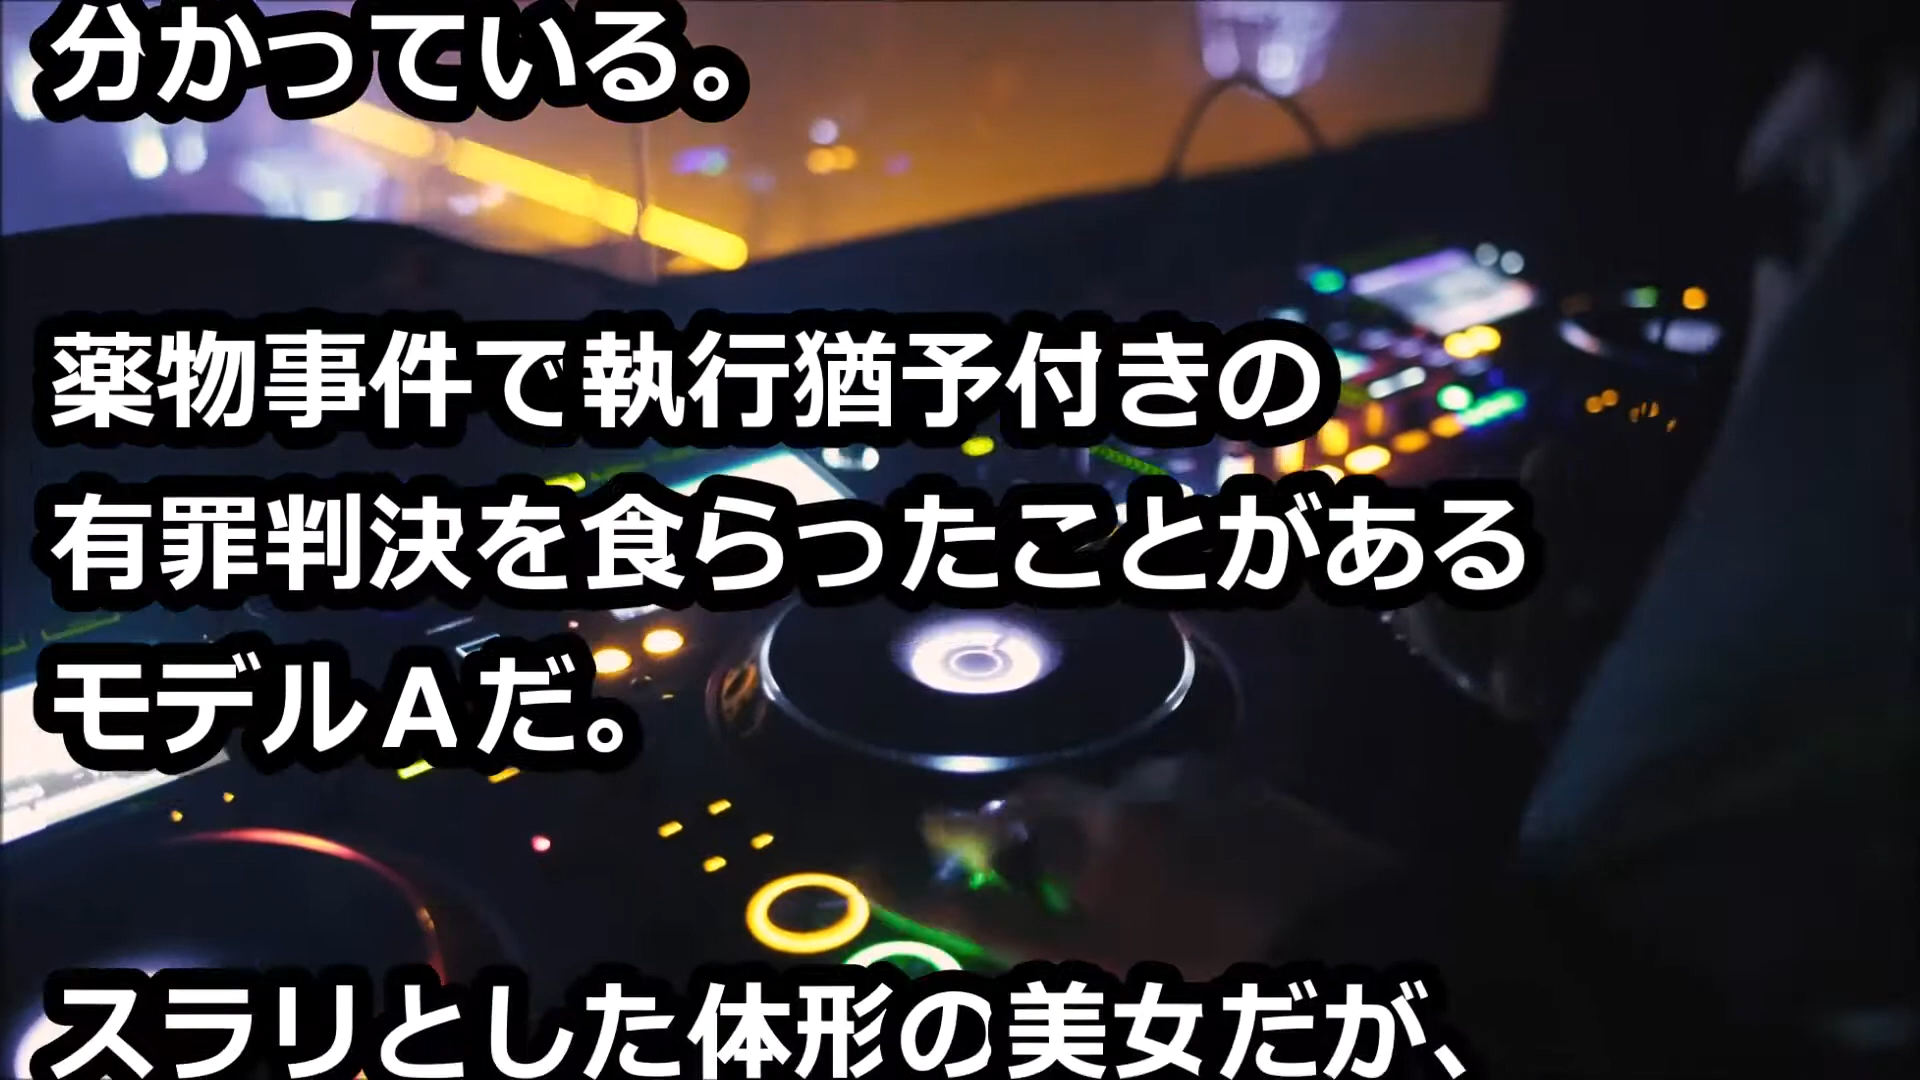 分かっている。
薬物事件で執行猶予付きの
有罪判決を食らったことがある
モデルＡだ。
スラリとした体形の美女だが、